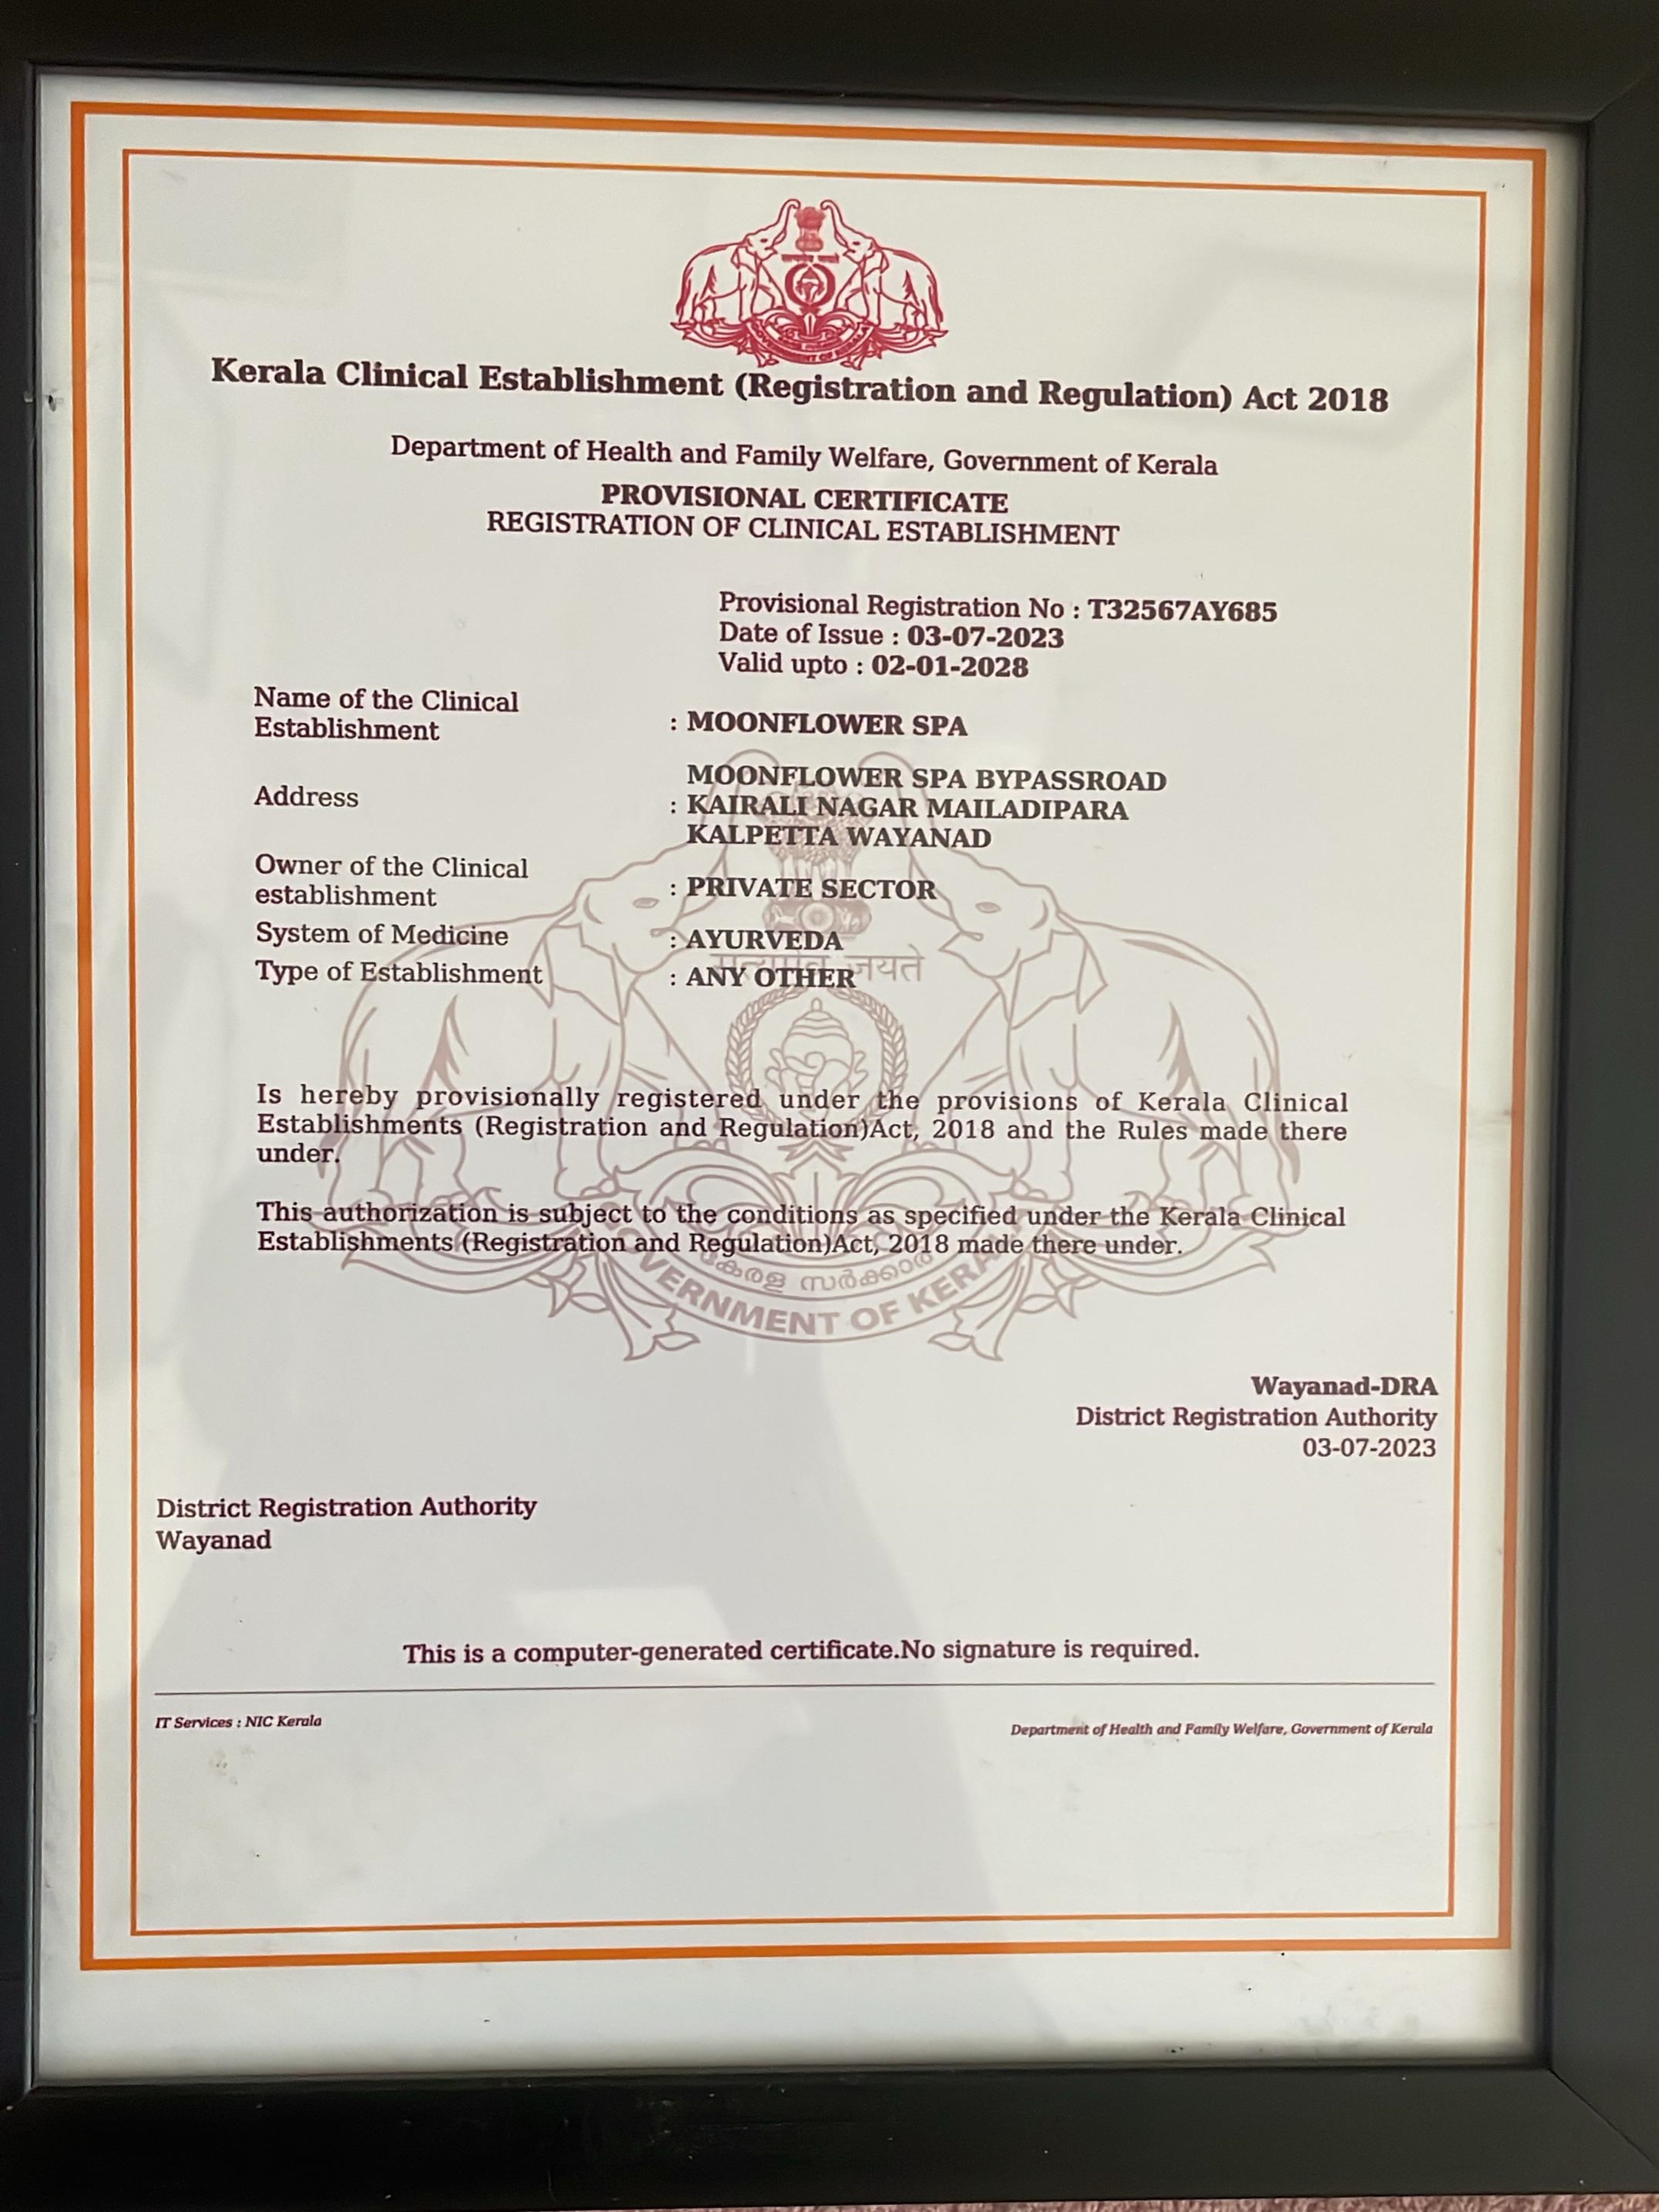 Kerala Clinical Establishment (Registration and Regulation) Act 2018
Department of Health and Family Welfare, Government of Kerala
PROVISIONAL CERTIFICATE
REGISTRATION OF CLINICAL ESTABLISHMENT
Provisional Registration No : T32567AY685
Date of Issue : 03-07-2023
Valid upto : 02-01-2028
Name of the Clinical
Establishment : MOONFLOWER SPA
MOONFLOWER SPA BYPASSROAD
Address : KAIRALI NAGAR MAILADIPARA
KALPETTA WAYANAD
Owner of the Clinical
establishment : PRIVATE SECTOR
System of Medicine : AYURVEDA
Type of Establishment : ANY OTHER
सत्यमेव जयते
Is hereby provisionally registered under the provisions of Kerala Clinical
Establishments (Registration and Regulation)Act, 2018 and the Rules made there
under.
This authorization is subject to the conditions as specified under the Kerala Clinical
Establishments (Registration and Regulation)Act, 2018 made there under.
കേരള സർക്കാർ
GOVERNMENT OF KERALA
Wayanad-DRA
District Registration Authority
03-07-2023
District Registration Authority
Wayanad
This is a computer-generated certificate.No signature is required.
IT Services : NIC Kerala
Department of Health and Family Welfare, Government of Kerala